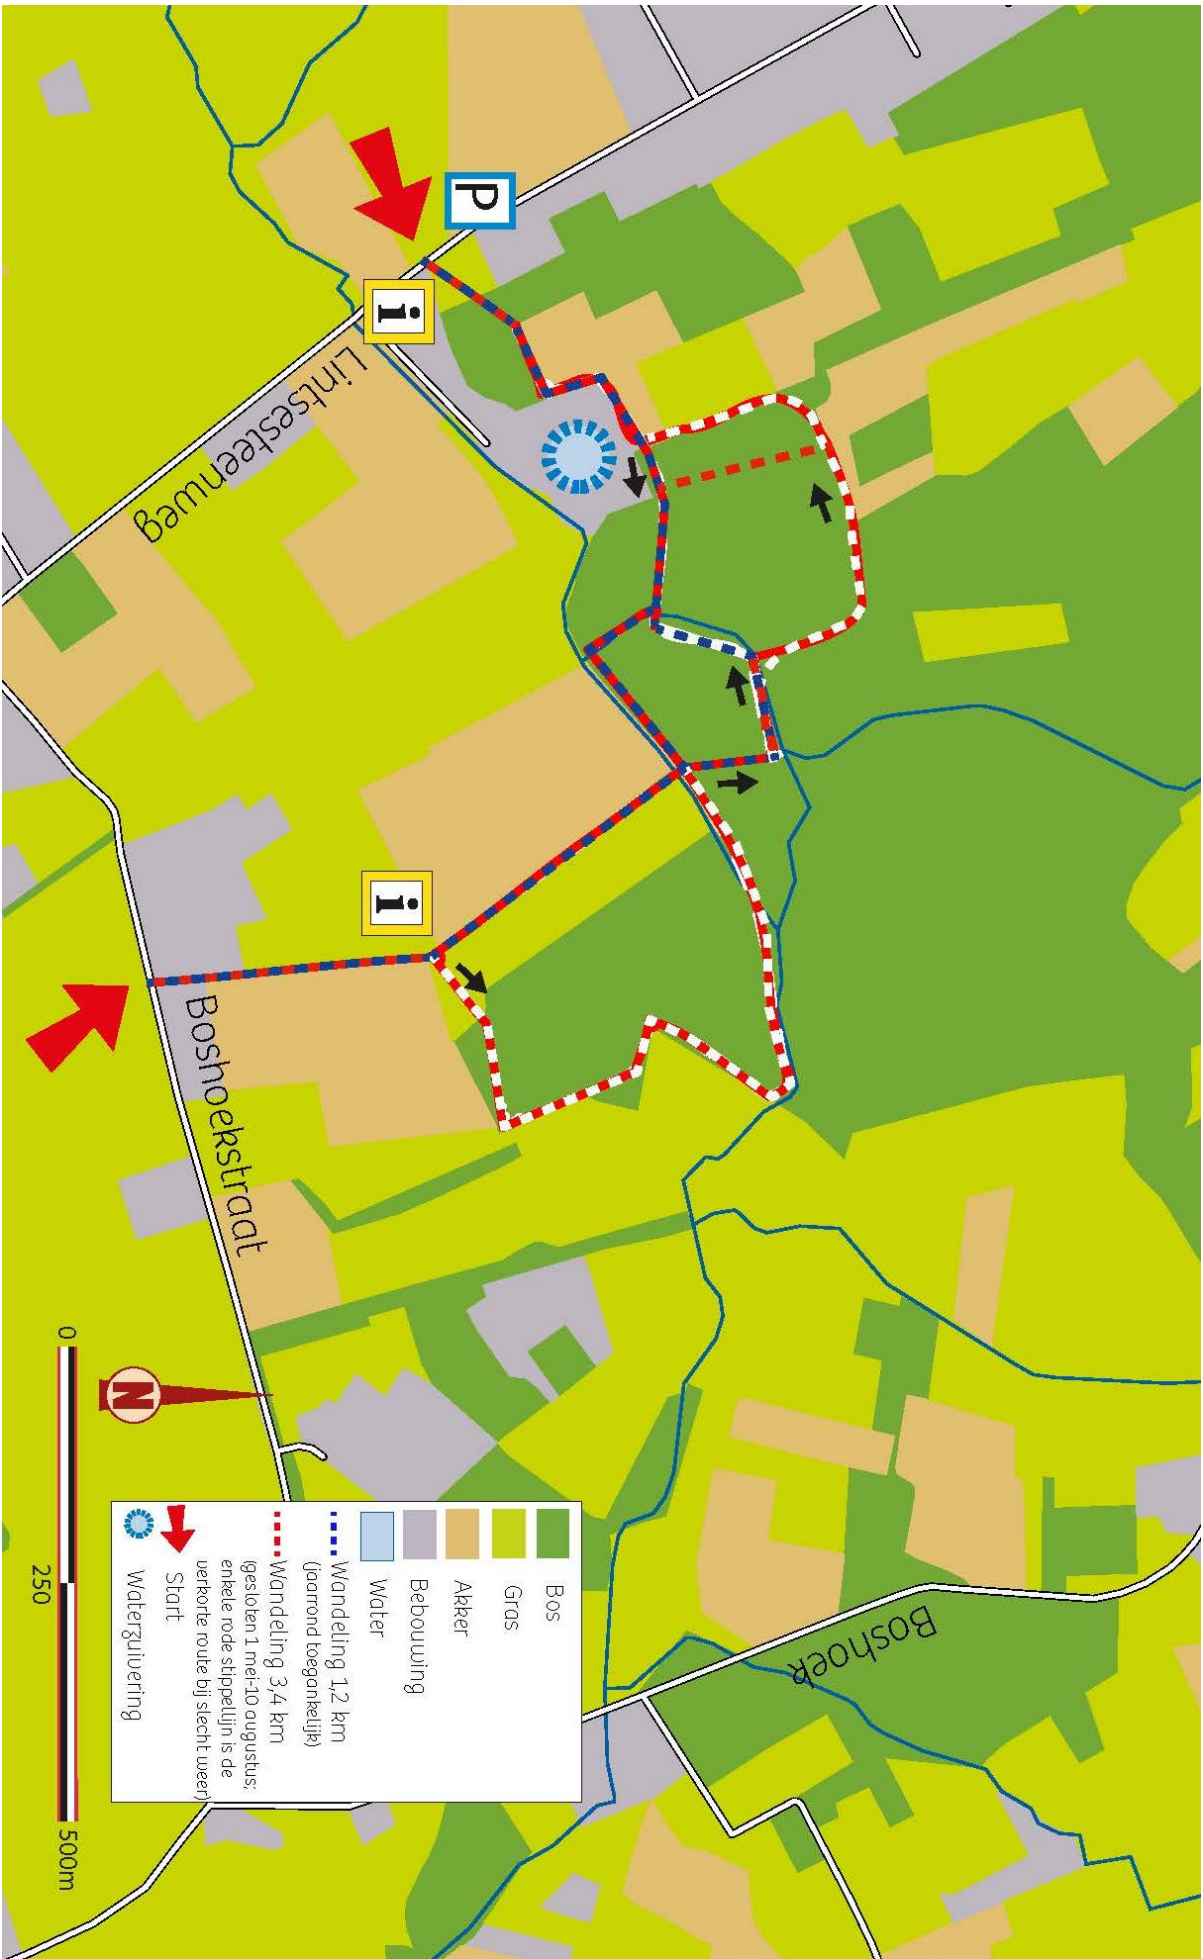 P
i
Lintsesteenweg
i
Boshoekstraat
Boshoek
Bos
Gras
Akker
Bebouwing
Water
Wandeling 1,2 km
(jaarrond toegankelijk)
Wandeling 3,4 km
(gesloten 1 mei-10 augustus;
enkele rode stippellijn is de
verkorte route bij slecht weer)
Start
Waterzuivering
N
0
250
500m